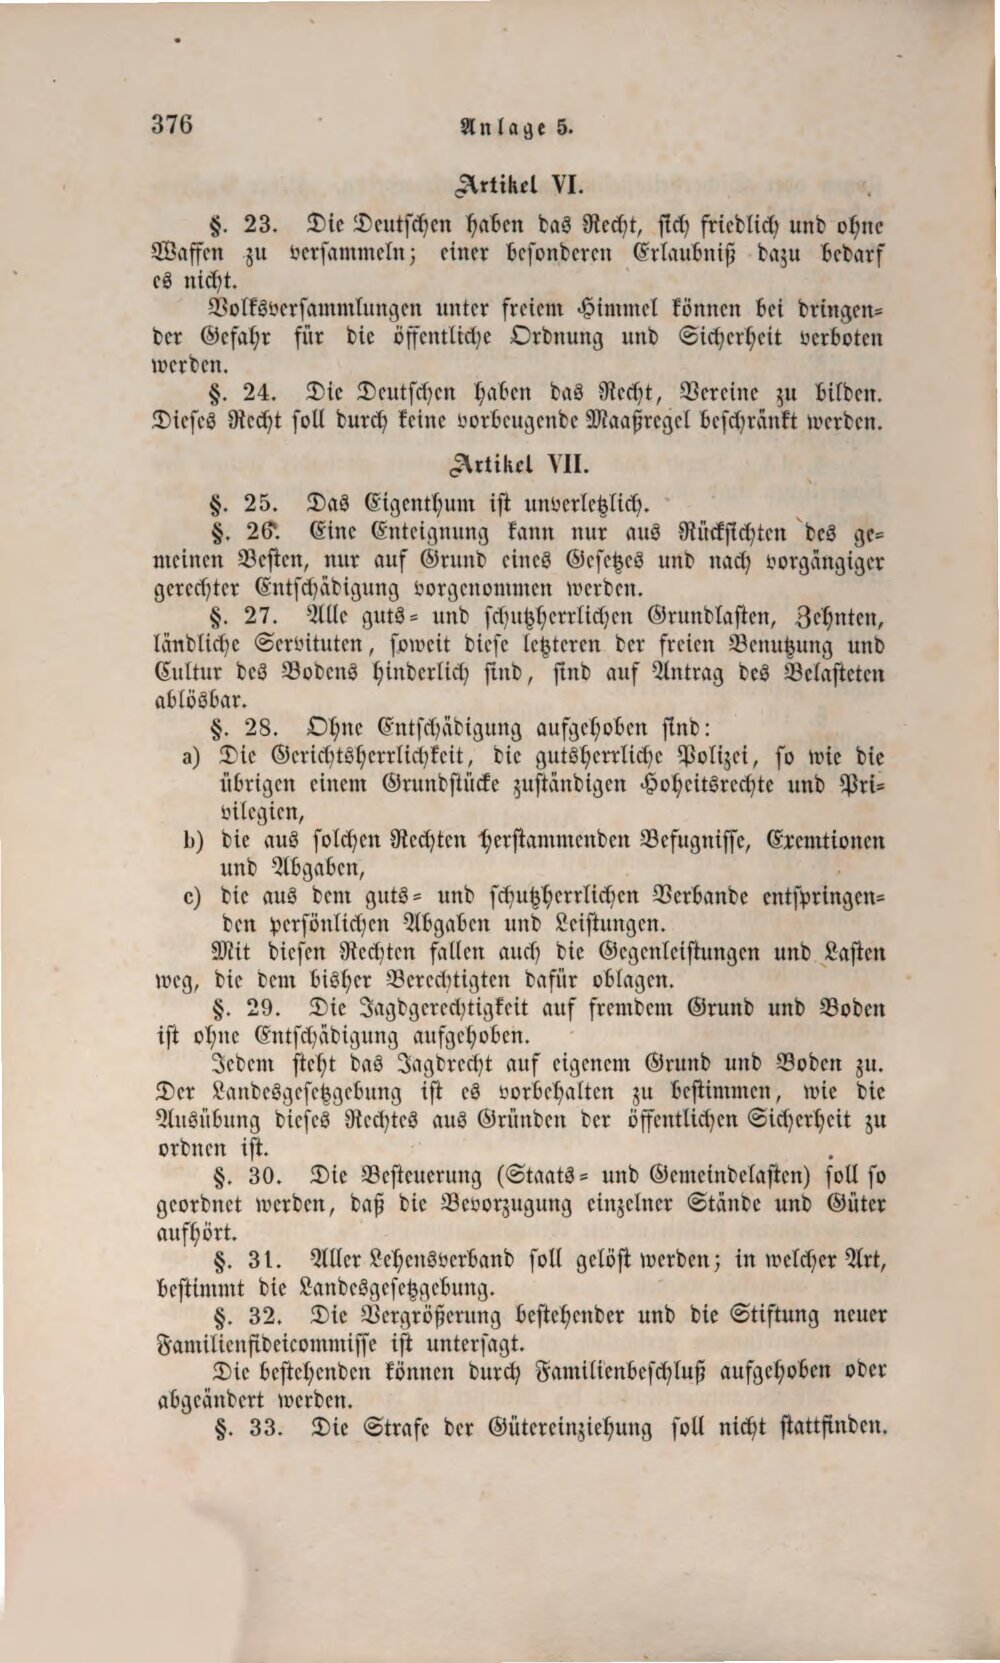 376
Anlage 5.
Artikel VI.
§. 23. Die Deutschen haben das Recht, sich friedlich und ohne
Waffen zu versammeln; einer besonderen Erlaubniß dazu bedarf
es nicht.
Volksversammlungen unter freiem Himmel können bei dringen-
der Gefahr für die öffentliche Ordnung und Sicherheit verboten
werden.
§. 24. Die Deutschen haben das Recht, Vereine zu bilden.
Dieses Recht soll durch keine vorbeugende Maaßregel beschränkt werden.
Artikel VII.
§. 25. Das Eigenthum ist unverletzlich.
§. 26. Eine Enteignung kann nur aus Rücksichten des ge-
meinen Besten, nur auf Grund eines Gesetzes und nach vorgängiger
gerechter Entschädigung vorgenommen werden.
§. 27. Alle guts- und schutzherrlichen Grundlasten, Zehnten,
ländliche Servituten, soweit diese letzteren der freien Benutzung und
Cultur des Bodens hinderlich sind, sind auf Antrag des Belasteten
ablösbar.
§. 28. Ohne Entschädigung aufgehoben sind:
a) Die Gerichtsherrlichkeit, die gutsherrliche Polizei, so wie die
übrigen einem Grundstücke zuständigen Hoheitsrechte und Pri-
vilegien,
b) die aus solchen Rechten herstammenden Befugnisse, Exemtionen
und Abgaben,
c) die aus dem guts- und schutzherrlichen Verbande entspringen-
den persönlichen Abgaben und Leistungen.
Mit diesen Rechten fallen auch die Gegenleistungen und Lasten
weg, die dem bisher Berechtigten dafür oblagen.
§. 29. Die Jagdgerechtigkeit auf fremdem Grund und Boden
ist ohne Entschädigung aufgehoben.
Jedem steht das Jagdrecht auf eigenem Grund und Boden zu.
Der Landesgesetzgebung ist es vorbehalten zu bestimmen, wie die
Ausübung dieses Rechtes aus Gründen der öffentlichen Sicherheit zu
ordnen ist.
§. 30. Die Besteuerung (Staats- und Gemeindelasten) soll so
geordnet werden, daß die Bevorzugung einzelner Stände und Güter
aufhört.
§. 31. Aller Lehensverband soll gelöst werden; in welcher Art,
bestimmt die Landesgesetzgebung.
§. 32. Die Vergrößerung bestehender und die Stiftung neuer
Familienfideicommisse ist untersagt.
Die bestehenden können durch Familienbeschluß aufgehoben oder
abgeändert werden.
§. 33. Die Strafe der Gütereinziehung soll nicht stattfinden.